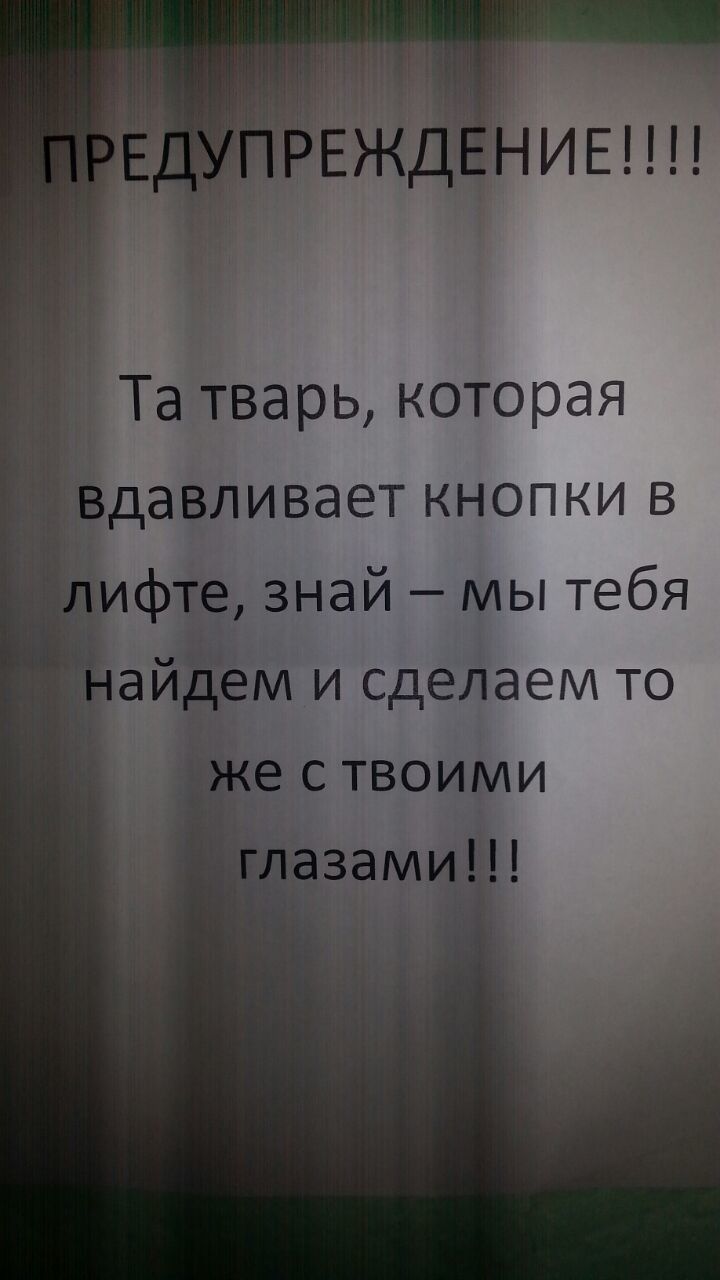 ПРЕДУПРЕЖДЕНИЕ!!!!
Та тварь, которая
вдавливает кнопки в
лифте, знай – мы тебя
найдем и сделаем то
же с твоими
глазами!!!